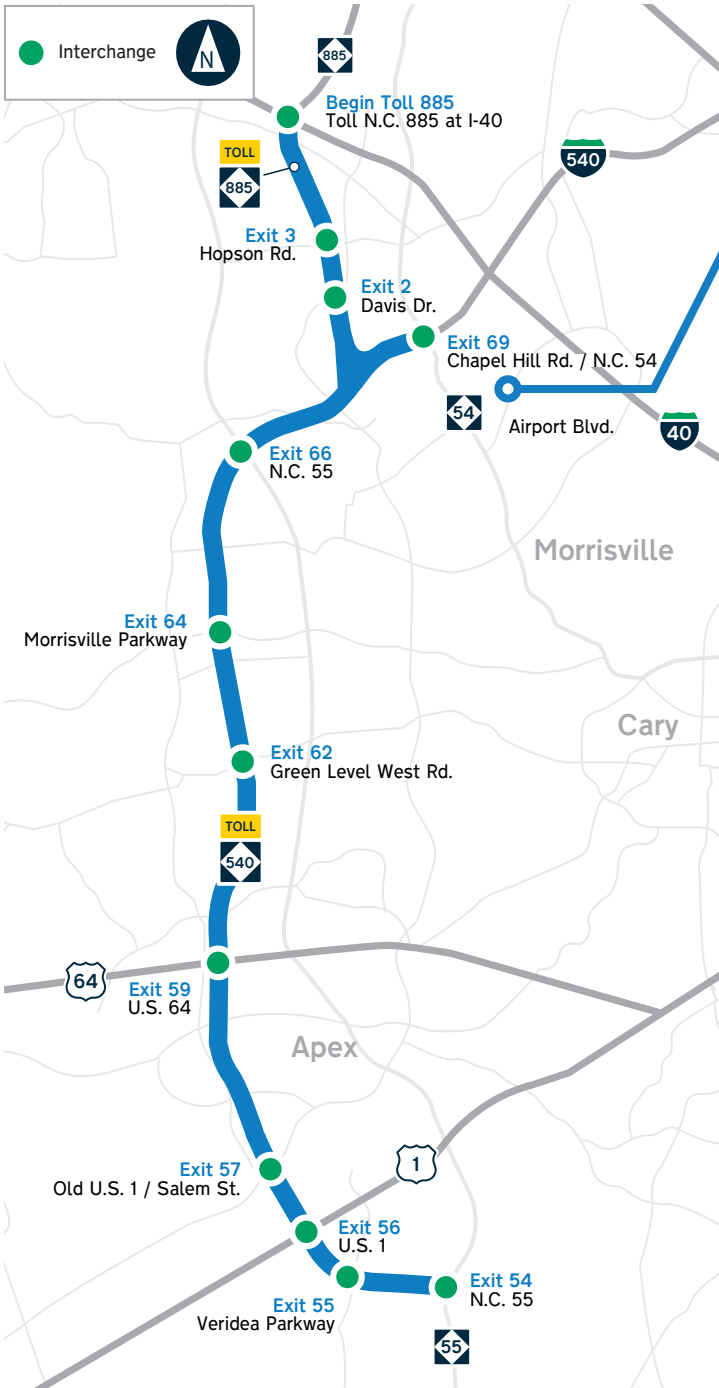 Interchange
N
885
Begin Toll 885
Toll N.C. 885 at I-40
TOLL
885
540
Exit 3
Hopson Rd.
Exit 2
Davis Dr.
Exit 69
Chapel Hill Rd. / N.C. 54
54
Airport Blvd.
40
Exit 66
N.C. 55
Morrisville
Exit 64
Morrisville Parkway
Cary
Exit 62
Green Level West Rd.
TOLL
540
64
Exit 59
U.S. 64
Apex
Exit 57
Old U.S. 1 / Salem St.
1
Exit 56
U.S. 1
Exit 55
Veridea Parkway
Exit 54
N.C. 55
55